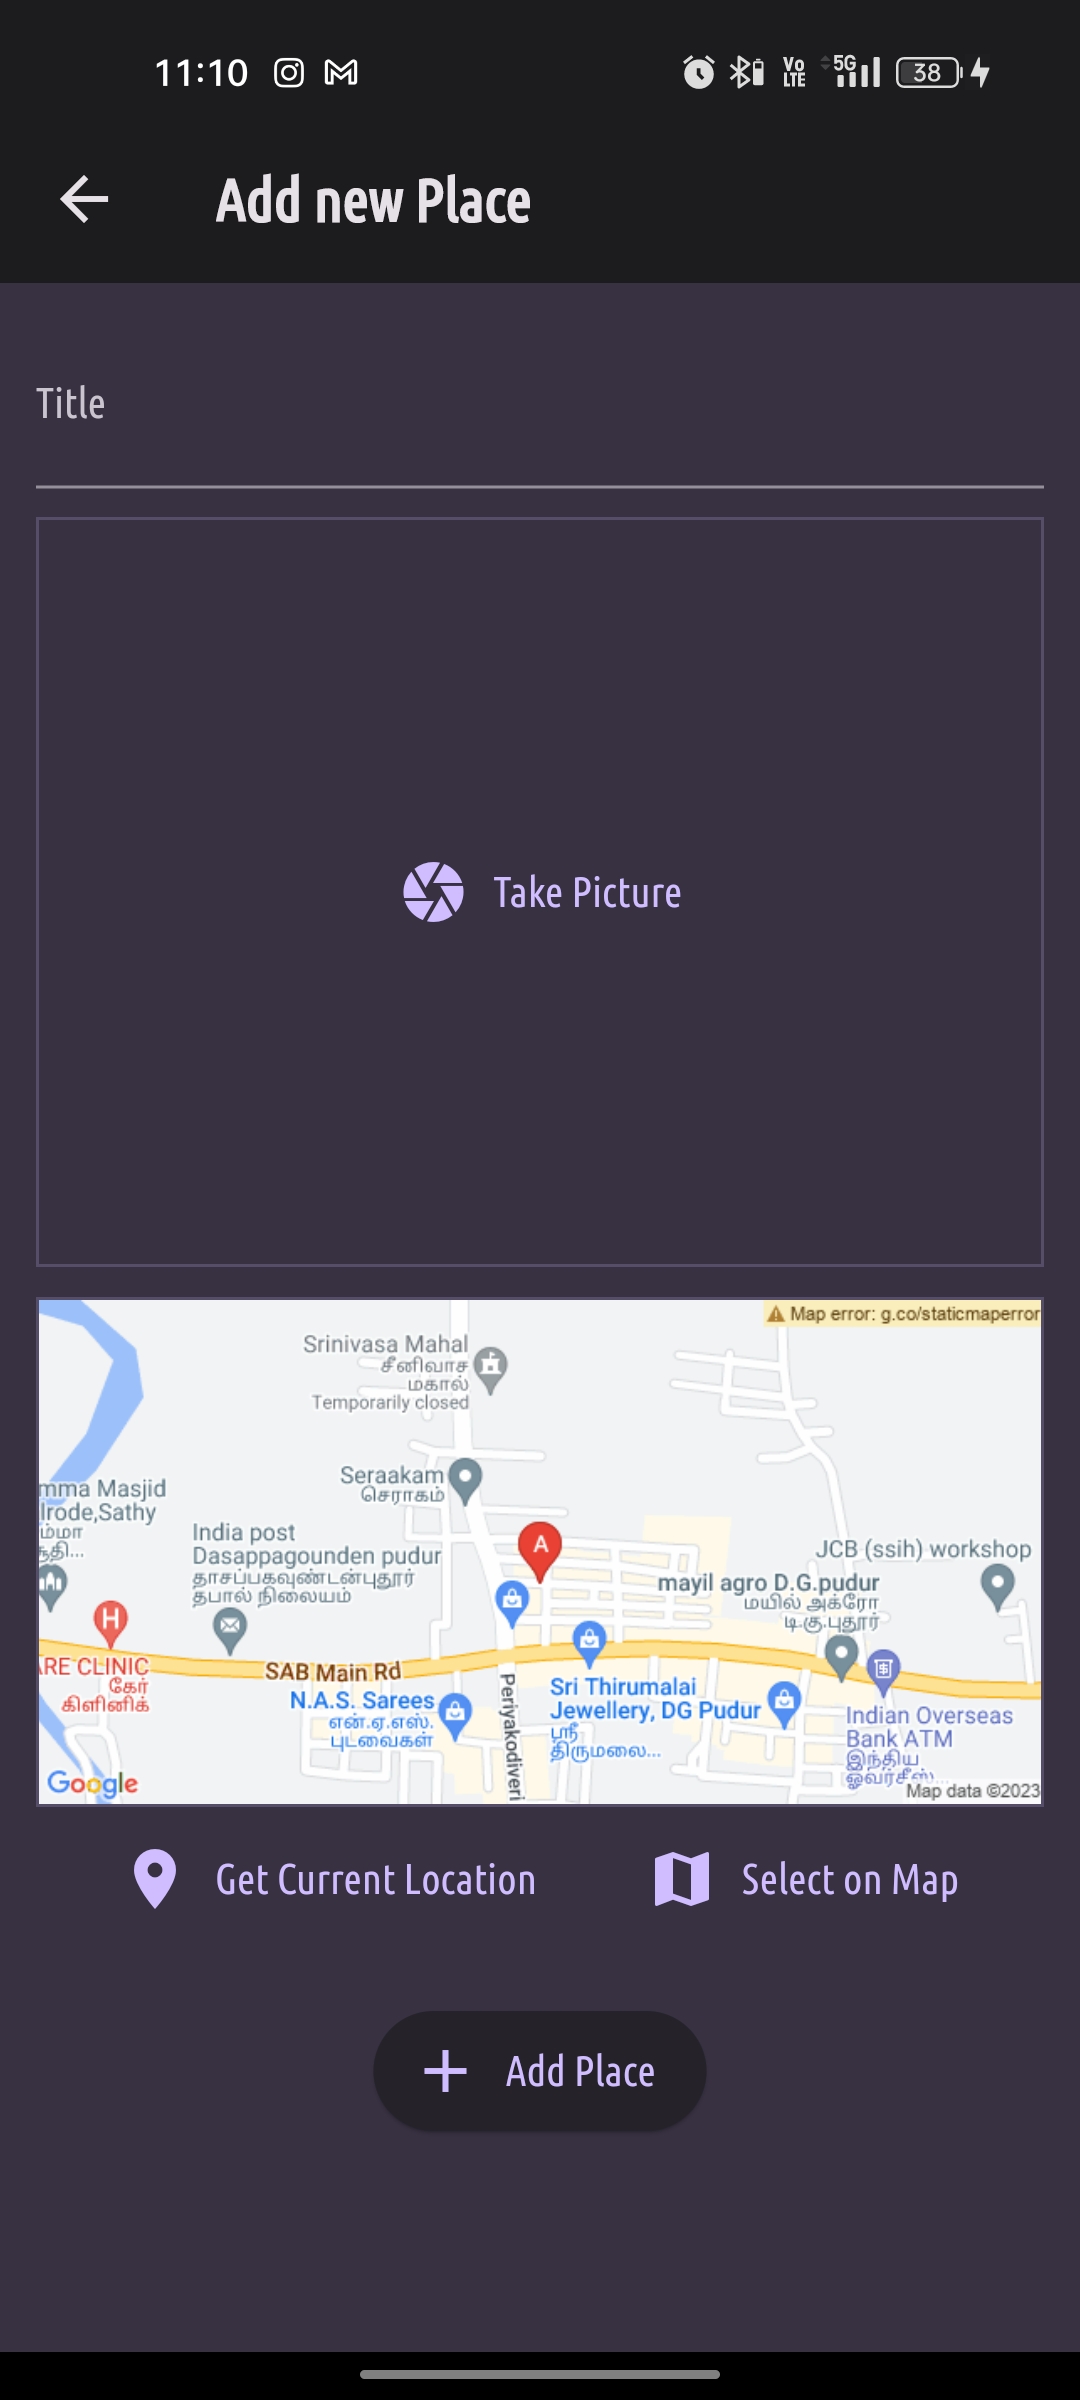 11:10
Vo
LTE
5G
38
Add new Place
Title
Take Picture
Map error: g.co/staticmaperror
Srinivasa Mahal
சீனிவாச
மகால்
Temporarily closed
Seraakam
செராகம்
mma Masjid
lrode,Sathy
ம்மா
India post
Dasappagounden pudur
தாசப்பகவுண்டன்புதூர்
தபால் நிலையம்
A
JCB (ssih) workshop
mayil agro D.G.pudur
மயில் அக்ரோ
டி.கு.புதூர்
H
ARE CLINIC
கேர்
கிளினிக்
SAB Main Rd
N.A.S. Sarees
என்.ஏ.எஸ்.
புடவைகள்
Periyakodiveri
Sri Thirumalai
Jewellery, DG Pudur
ஸ்ரீ
திருமலை...
Indian Overseas
Bank ATM
இந்திய
ஓவர்சீஸ்...
Google
Map data ©2023
Get Current Location
Select on Map
Add Place